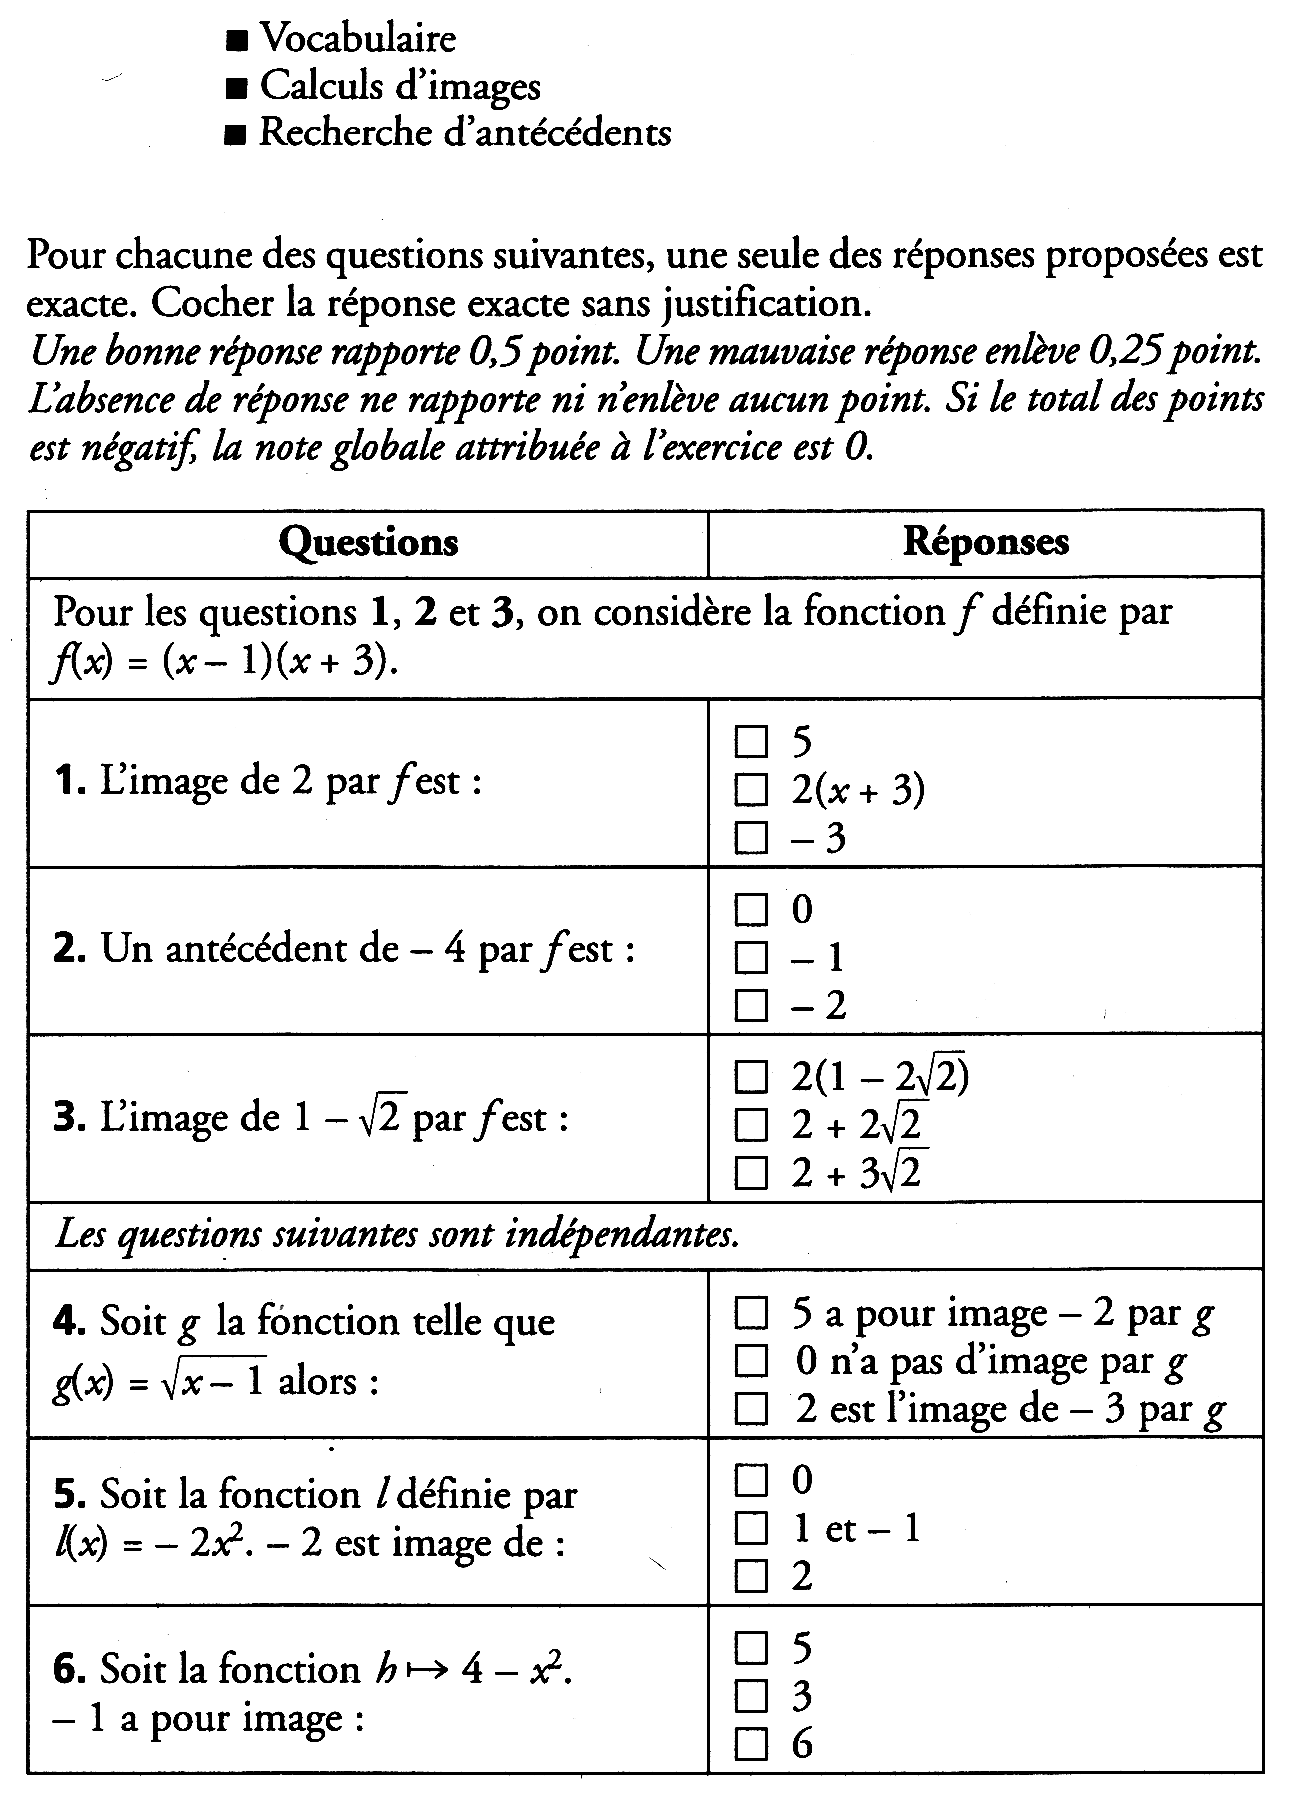 ■ Vocabulaire
■ Calculs d'images
■ Recherche d'antécédents
Pour chacune des questions suivantes, une seule des réponses proposées est
exacte. Cocher la réponse exacte sans justification.
Une bonne réponse rapporte 0,5 point. Une mauvaise réponse enlève 0,25 point.
L'absence de réponse ne rapporte ni n'enlève aucun point. Si le total des points
est négatif, la note globale attribuée à l'exercice est 0.
Questions
Réponses
Pour les questions 1, 2 et 3, on considère la fonction f définie par
f(x) = (x – 1)(x + 3).
1. L'image de 2 par f est :
□ 5
□ 2(x + 3)
□ – 3
2. Un antécédent de – 4 par f est :
□ 0
□ – 1
□ – 2
3. L'image de 1 – √2 par f est :
□ 2(1 – 2√2)
□ 2 + 2√2
□ 2 + 3√2
Les questions suivantes sont indépendantes.
4. Soit g la fonction telle que
g(x) = √x – 1 alors :
□ 5 a pour image – 2 par g
□ 0 n'a pas d'image par g
□ 2 est l'image de – 3 par g
5. Soit la fonction l définie par
l(x) = – 2x². – 2 est image de :
□ 0
□ 1 et – 1
□ 2
6. Soit la fonction h ↦ 4 – x².
– 1 a pour image :
□ 5
□ 3
□ 6